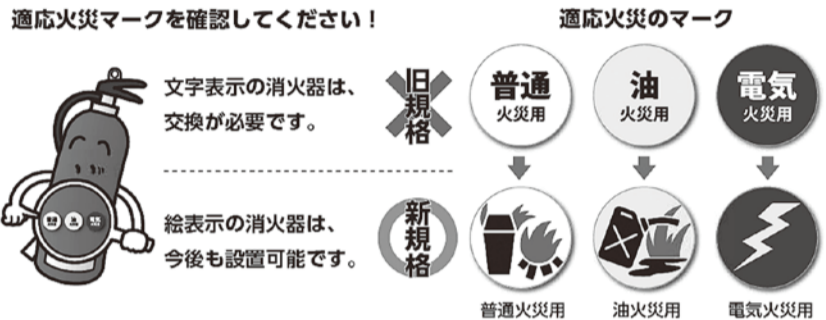 適応火災マークを確認してください！
文字表示の消火器は、
交換が必要です。
旧規格
絵表示の消火器は、
今後も設置可能です。
新規格
適応火災のマーク
普通
火災用
油
火災用
電気
火災用
普通火災用
油火災用
電気火災用